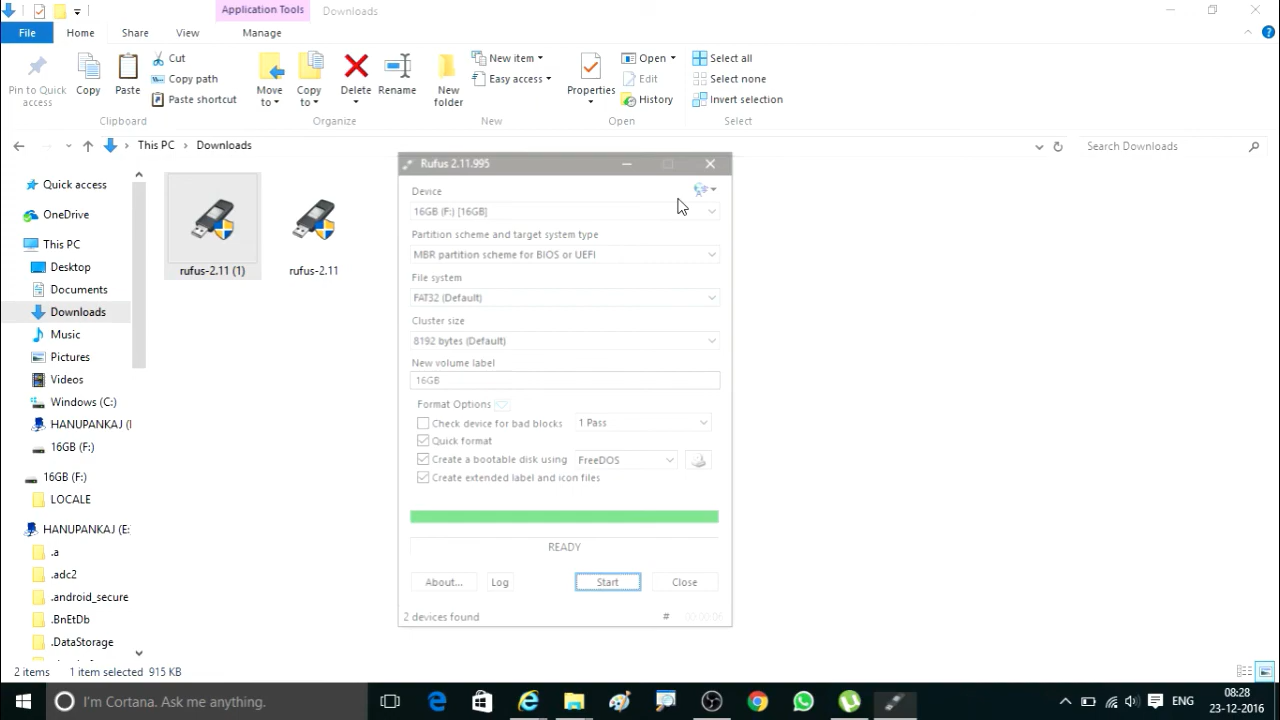 Application Tools
Downloads
File
Home
Share
View
Manage
Pin to Quick access
Copy
Paste
Cut
Copy path
Paste shortcut
Clipboard
Move to
Copy to
Delete
Rename
Organize
New folder
New item
Easy access
New
Properties
Open
Edit
History
Open
Select all
Select none
Invert selection
Select
This PC
Downloads
Search Downloads
Quick access
OneDrive
This PC
Desktop
Documents
Downloads
Music
Pictures
Videos
Windows (C:)
HANUPANKAJ (
16GB (F:)
16GB (F:)
LOCALE
HANUPANKAJ (E:
.a
.adc2
.android_secure
.BnEtDb
.DataStorage
rufus-2.11 (1)
rufus-2.11
Rufus 2.11.995
Device
16GB (F:) [16GB]
Partition scheme and target system type
MBR partition scheme for BIOS or UEFI
File system
FAT32 (Default)
Cluster size
8192 bytes (Default)
New volume label
16GB
Format Options
Check device for bad blocks
1 Pass
Quick format
Create a bootable disk using
FreeDOS
Create extended label and icon files
READY
About...
Log
Start
Close
2 devices found
#
2 items
1 item selected 915 KB
I'm Cortana. Ask me anything.
ENG
08:28
23-12-2016